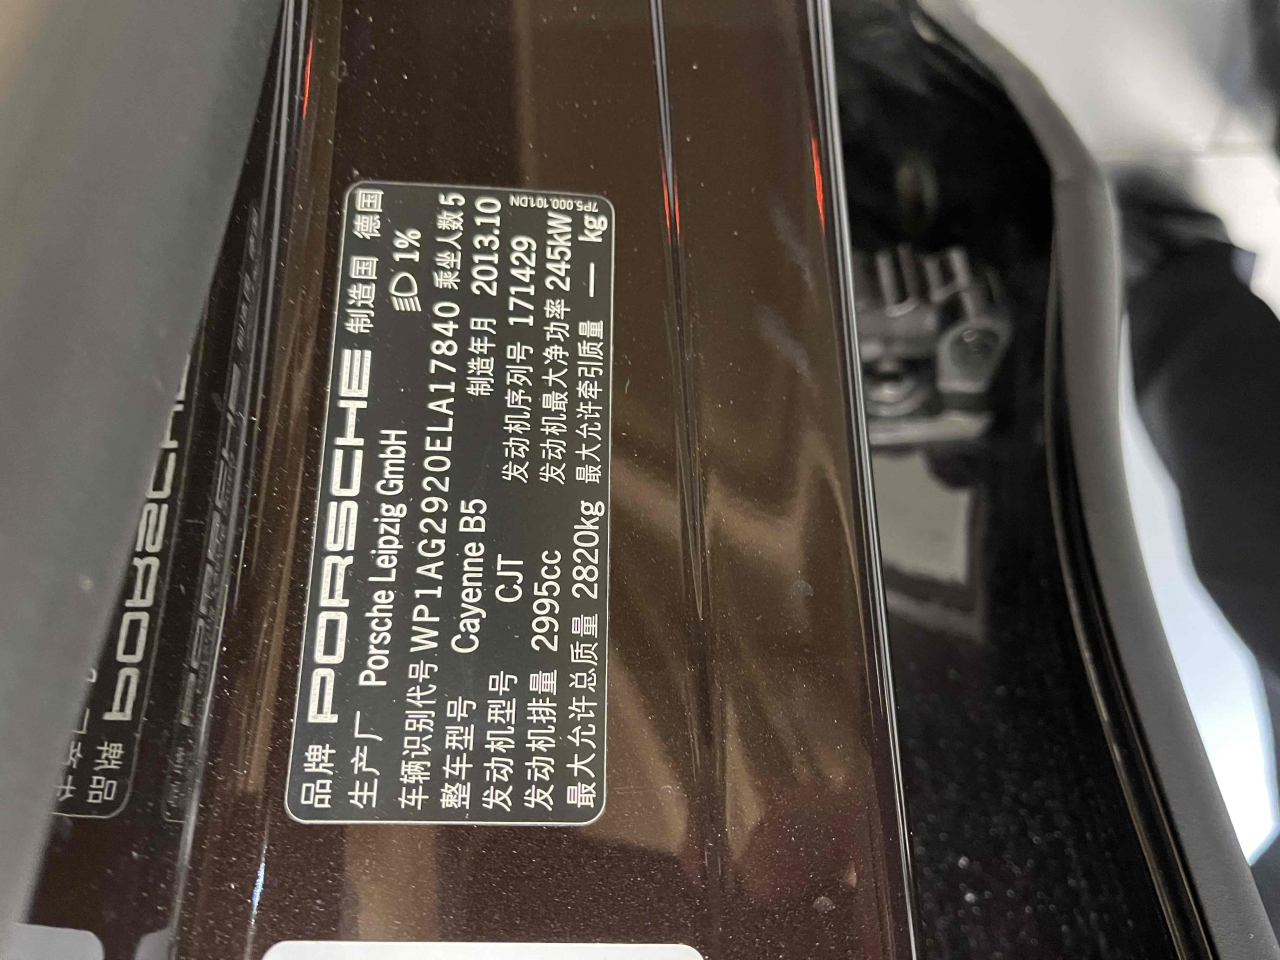 品牌 PORSCHE 制造国 德国
生产厂 Porsche Leipzig GmbH 1%
车辆识别代号 WP1AG2920ELA17840 乘坐人数 5
整车型号 Cayenne B5 制造年月 2013.10
发动机型号 CJT 发动机序列号 171429
发动机排量 2995cc 发动机最大净功率 245kW
最大允许总质量 2820kg 最大允许牵引质量 — kg
7P5.000.101.DN